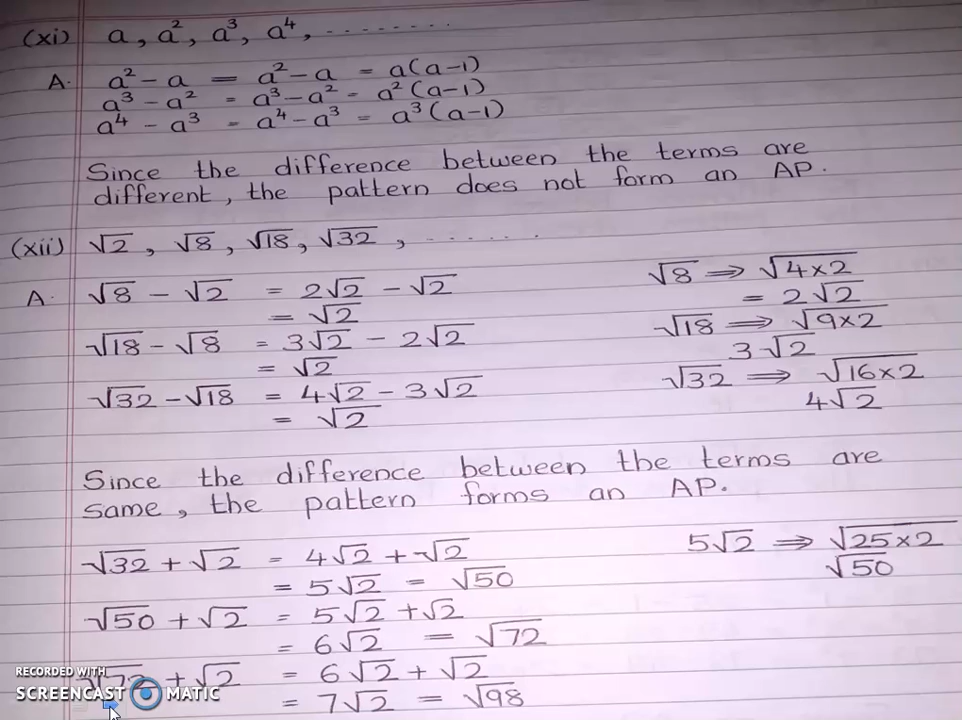 (xi) a, a², a³, a⁴, ........
A. a² – a = a² – a = a(a–1)
a³ – a² = a³ – a² = a²(a–1)
a⁴ – a³ = a⁴ – a³ = a³(a–1)
Since the difference between the terms are
different, the pattern does not form an AP.
(xii) √2, √8, √18, √32, ........
A. √8 – √2 = 2√2 – √2
= √2
√18 – √8 = 3√2 – 2√2
= √2
√32 – √18 = 4√2 – 3√2
= √2
√8 ⇒ √4×2
= 2√2
√18 ⇒ √9×2
3√2
√32 ⇒ √16×2
4√2
Since the difference between the terms are
same, the pattern forms an AP.
√32 + √2 = 4√2 + √2
= 5√2 = √50
√50 + √2 = 5√2 + √2
= 6√2 = √72
√72 + √2 = 6√2 + √2
= 7√2 = √98
5√2 ⇒ √25×2
√50
RECORDED WITH
SCREENCAST MATIC